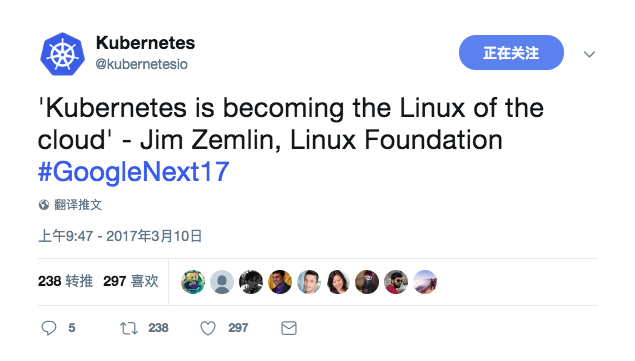 Kubernetes
@kubernetesio
正在关注
'Kubernetes is becoming the Linux of the
cloud' - Jim Zemlin, Linux Foundation
#GoogleNext17
翻译推文
上午9:47 - 2017年3月10日
238 转推 297 喜欢
5 238 297